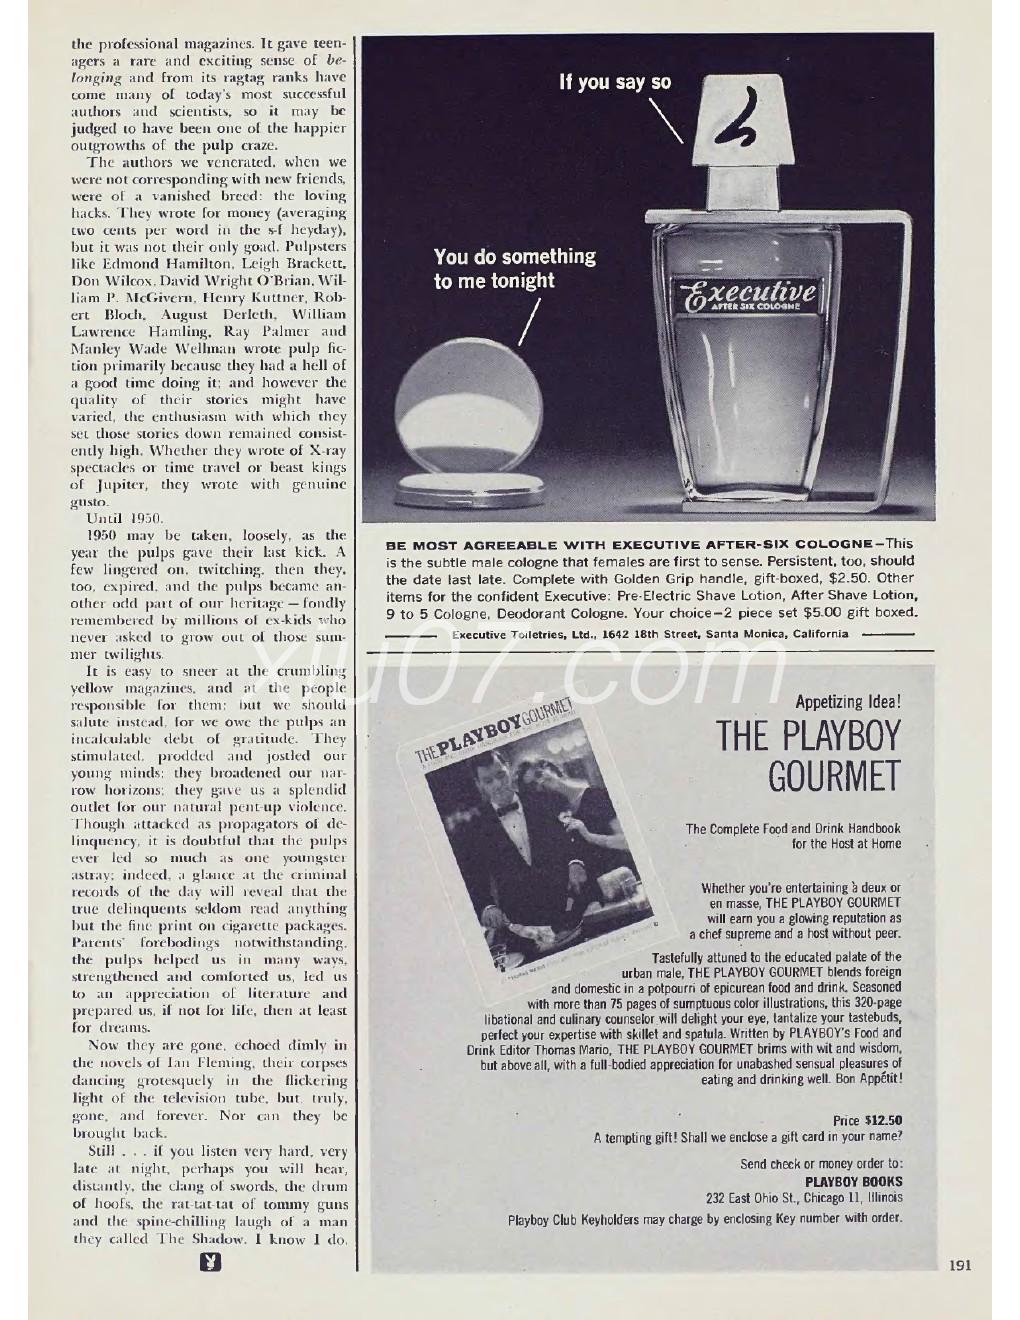 the professional magazines. It gave teen-
agers a rare and exciting sense of be-
longing and from its ragtag ranks have
come many of today's most successful
authors and scientists, so it may be
judged to have been one of the happier
outgrowths of the pulp craze.
The authors we venerated, when we
were not corresponding with new friends,
were of a vanished breed: the loving
hacks. They wrote for money (averaging
two cents per word in the s-f heyday),
but it was not their only goad. Pulpsters
like Edmond Hamilton, Leigh Brackett,
Don Wilcox, David Wright O'Brian, Wil-
liam P. McGivern, Henry Kuttner, Rob-
ert Bloch, August Derleth, William
Lawrence Hamling, Ray Palmer and
Manley Wade Wellman wrote pulp fic-
tion primarily because they had a hell of
a good time doing it; and however the
quality of their stories might have
varied, the enthusiasm with which they
set those stories down remained consist-
ently high. Whether they wrote of X-ray
spectacles or time travel or beast kings
of Jupiter, they wrote with genuine
gusto.
Until 1950.
1950 may be taken, loosely, as the
year the pulps gave their last kick. A
few lingered on, twitching, then they,
too, expired, and the pulps became an-
other odd part of our heritage—fondly
remembered by millions of ex-kids who
never asked to grow out of those sum-
mer twilights.
It is easy to sneer at the crumbling
yellow magazines, and at the people
responsible for them; but we should
salute instead, for we owe the pulps an
incalculable debt of gratitude. They
stimulated, prodded and jostled our
young minds; they broadened our nar-
row horizons; they gave us a splendid
outlet for our natural pent-up violence.
Though attacked as propagators of de-
linquency, it is doubtful that the pulps
ever led so much as one youngster
astray; indeed, a glance at the criminal
records of the day will reveal that the
true delinquents seldom read anything
but the fine print on cigarette packages.
Parents' forebodings notwithstanding,
the pulps helped us in many ways,
strengthened and comforted us, led us
to an appreciation of literature and
prepared us, if not for life, then at least
for dreams.
Now they are gone, echoed dimly in
the novels of Ian Fleming, their corpses
dancing grotesquely in the flickering
light of the television tube, but, truly,
gone, and forever. Nor can they be
brought back.
Still . . . if you listen very hard, very
late at night, perhaps you will hear,
distantly, the clang of swords, the drum
of hoofs, the rat-tat-tat of tommy guns
and the spine-chilling laugh of a man
they called The Shadow. I know I do.
If you say so
You do something
to me tonight
Executive
AFTER SIX COLOGNE
BE MOST AGREEABLE WITH EXECUTIVE AFTER-SIX COLOGNE—This
is the subtle male cologne that females are first to sense. Persistent, too, should
the date last late. Complete with Golden Grip handle, gift-boxed, $2.50. Other
items for the confident Executive: Pre-Electric Shave Lotion, After Shave Lotion,
9 to 5 Cologne, Deodorant Cologne. Your choice—2 piece set $5.00 gift boxed.
Executive Toiletries, Ltd., 1642 18th Street, Santa Monica, California
xiu07.com
THE PLAYBOY GOURMET
Appetizing Idea!
THE PLAYBOY
GOURMET
The Complete Food and Drink Handbook
for the Host at Home
Whether you're entertaining à deux or
en masse, THE PLAYBOY GOURMET
will earn you a glowing reputation as
a chef supreme and a host without peer.
Tastefully attuned to the educated palate of the
urban male, THE PLAYBOY GOURMET blends foreign
and domestic in a potpourri of epicurean food and drink. Seasoned
with more than 75 pages of sumptuous color illustrations, this 320-page
libational and culinary counselor will delight your eye, tantalize your tastebuds,
perfect your expertise with skillet and spatula. Written by PLAYBOY's Food and
Drink Editor Thomas Mario, THE PLAYBOY GOURMET brims with wit and wisdom,
but above all, with a full-bodied appreciation for unabashed sensual pleasures of
eating and drinking well. Bon Appétit!
Price $12.50
A tempting gift! Shall we enclose a gift card in your name?
Send check or money order to:
PLAYBOY BOOKS
232 East Ohio St., Chicago 11, Illinois
Playboy Club Keyholders may charge by enclosing Key number with order.
191